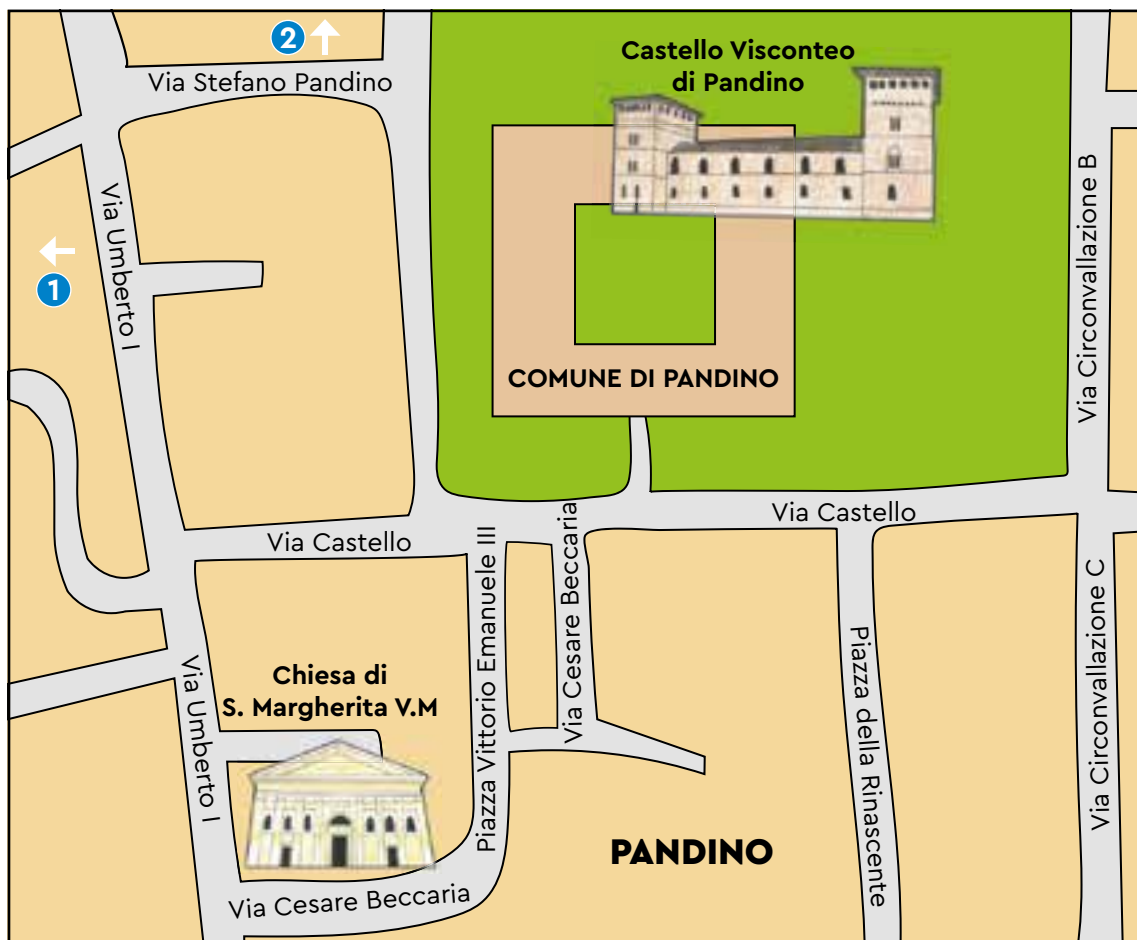 2
Castello Visconteo
di Pandino
Via Stefano Pandino
Via Umberto I
Via Circonvallazione B
1
COMUNE DI PANDINO
Via Castello
Via Castello
Piazza Vittorio Emanuele III
Via Cesare Beccaria
Via Circonvallazione C
Piazza della Rinascente
Chiesa di
S. Margherita V.M
Via Umberto I
PANDINO
Via Cesare Beccaria